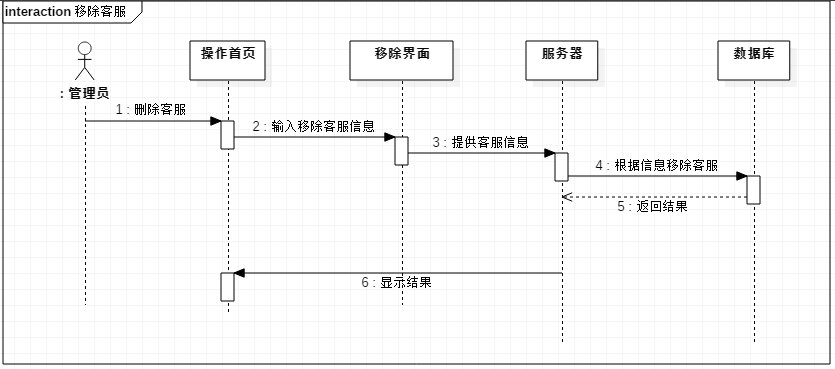 interaction 移除客服
操作首页
移除界面
服务器
数据库
: 管理员
1 : 删除客服
2 : 输入移除客服信息
3 : 提供客服信息
4 : 根据信息移除客服
5 : 返回结果
6 : 显示结果